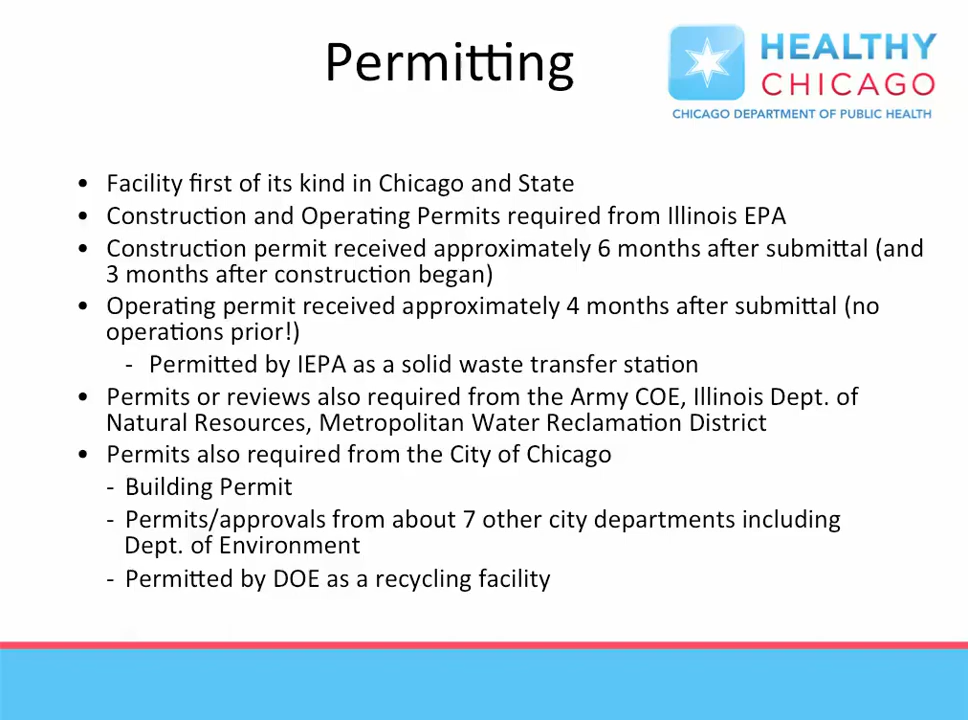 Permitting
HEALTHY
CHICAGO
CHICAGO DEPARTMENT OF PUBLIC HEALTH
• Facility first of its kind in Chicago and State
• Construction and Operating Permits required from Illinois EPA
• Construction permit received approximately 6 months after submittal (and
3 months after construction began)
• Operating permit received approximately 4 months after submittal (no
operations prior!)
- Permitted by IEPA as a solid waste transfer station
• Permits or reviews also required from the Army COE, Illinois Dept. of
Natural Resources, Metropolitan Water Reclamation District
• Permits also required from the City of Chicago
- Building Permit
- Permits/approvals from about 7 other city departments including
Dept. of Environment
- Permitted by DOE as a recycling facility